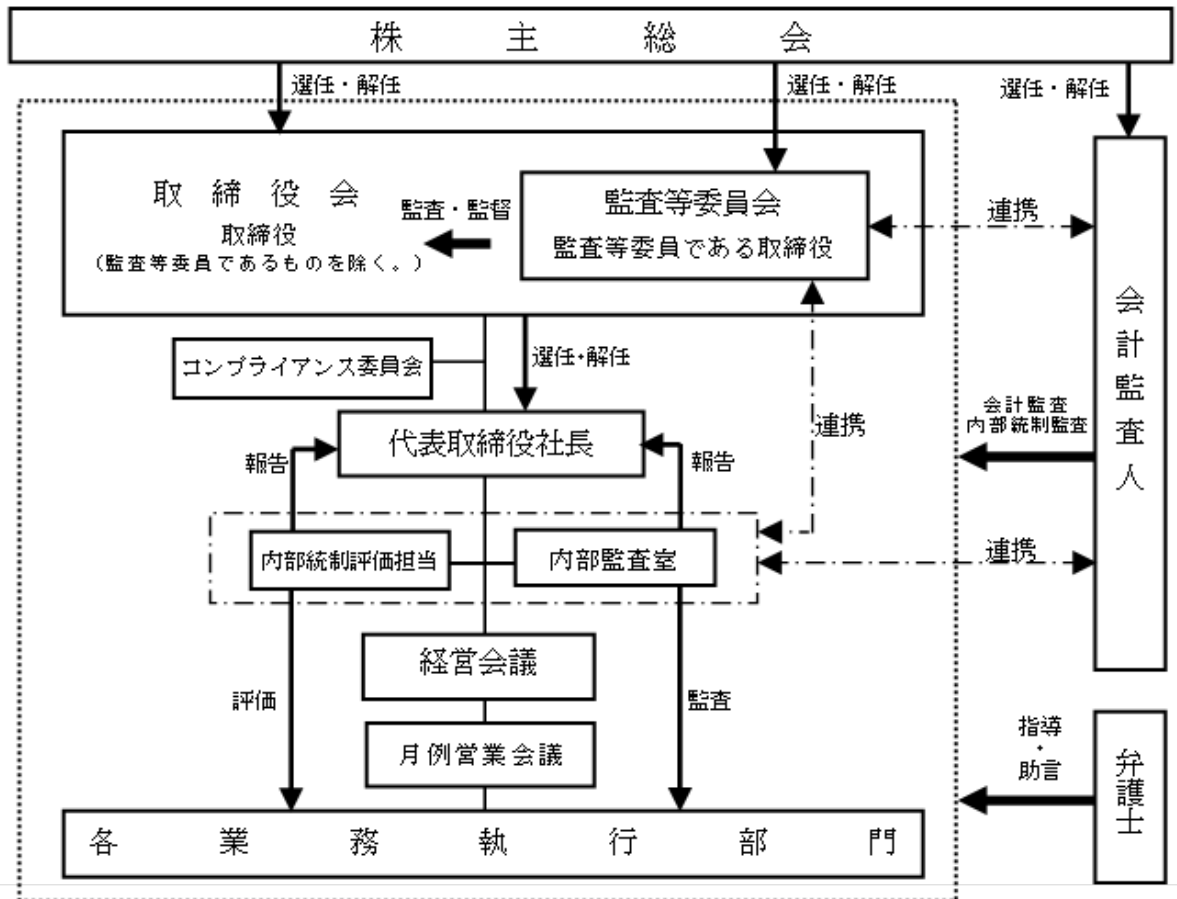 株主総会
選任・解任
選任・解任
選任・解任
取締役会
取締役
（監査等委員であるものを除く。）
監査・監督
監査等委員会
監査等委員である取締役
連携
会計監査人
コンプライアンス委員会
選任・解任
代表取締役社長
連携
会計監査
内部統制監査
報告
報告
内部統制評価担当
内部監査室
連携
経営会議
評価
監査
月例営業会議
指導
・
助言
弁護士
各業務執行部門